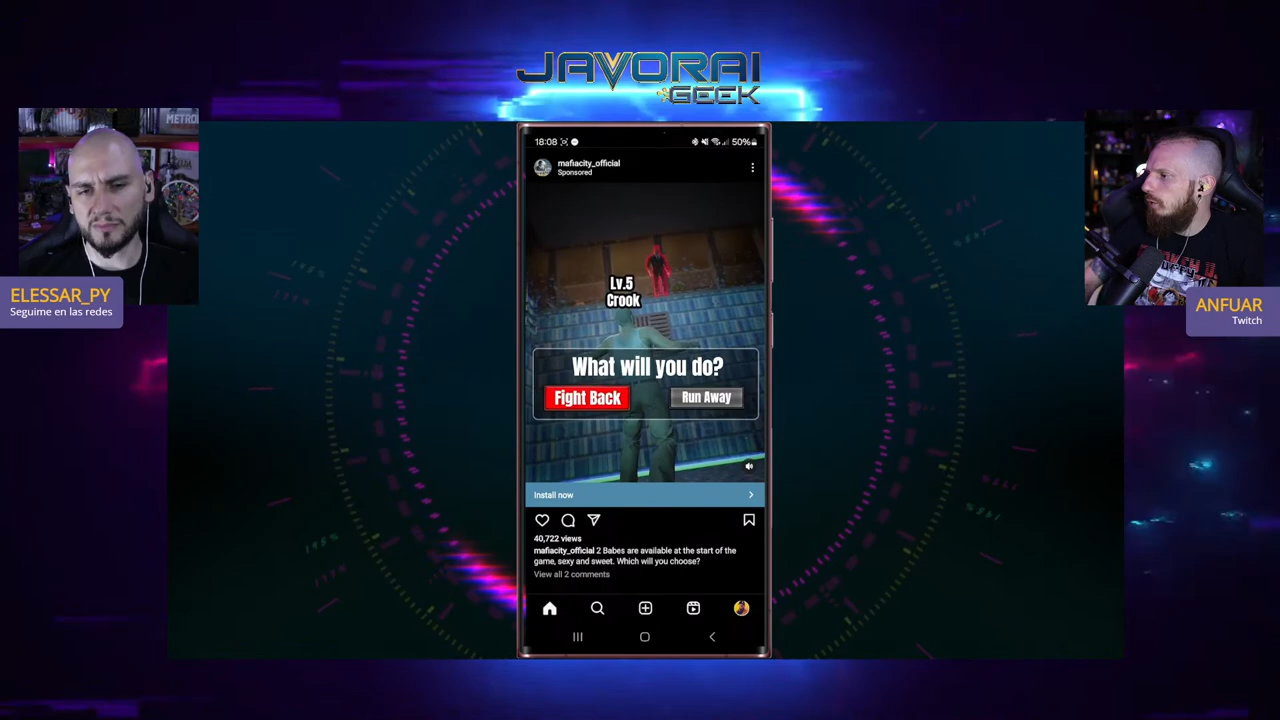 JAVORAI
GEEK
METRO
18:08
50%
mafiacity_official
Sponsored
Lv.5
Crook
What will you do?
Fight Back
Run Away
Install now
40,722 views
mafiacity_official 2 Babes are available at the start of the
game, sexy and sweet. Which will you choose?
View all 2 comments
ELESSAR_PY
Seguime en las redes
ANFUAR
Twitch